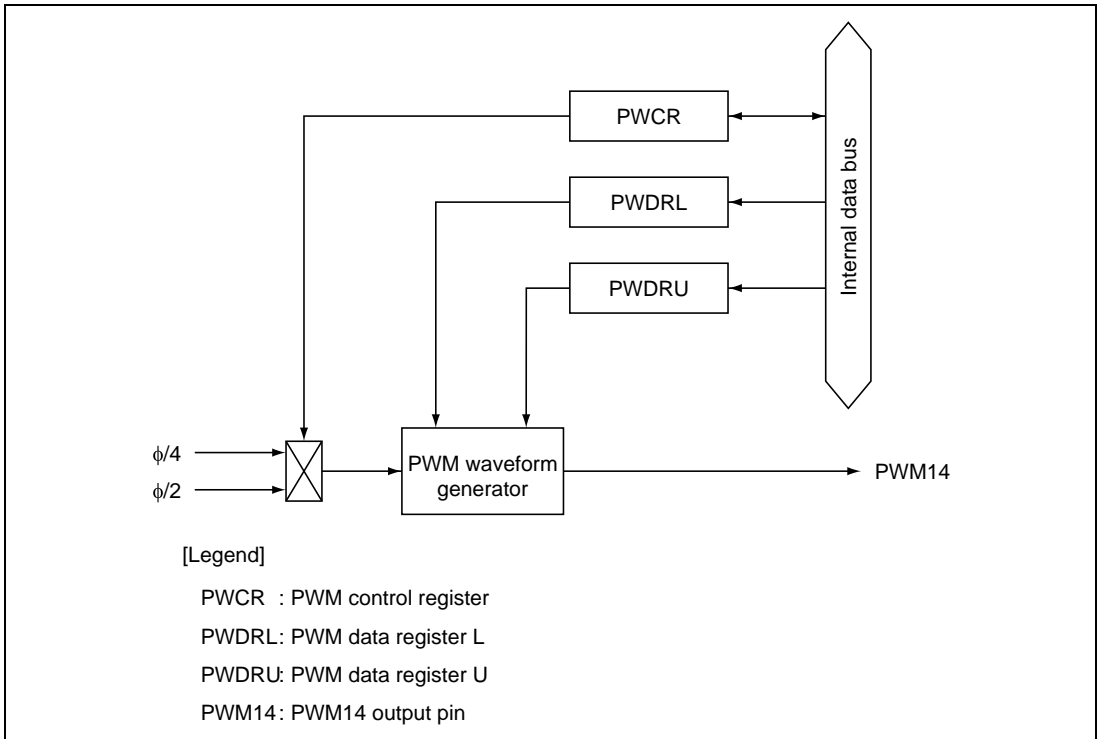 PWCR
PWDRL
PWDRU
Internal data bus
ϕ/4
ϕ/2
PWM waveform
generator
PWM14
[Legend]
PWCR : PWM control register
PWDRL: PWM data register L
PWDRU: PWM data register U
PWM14: PWM14 output pin